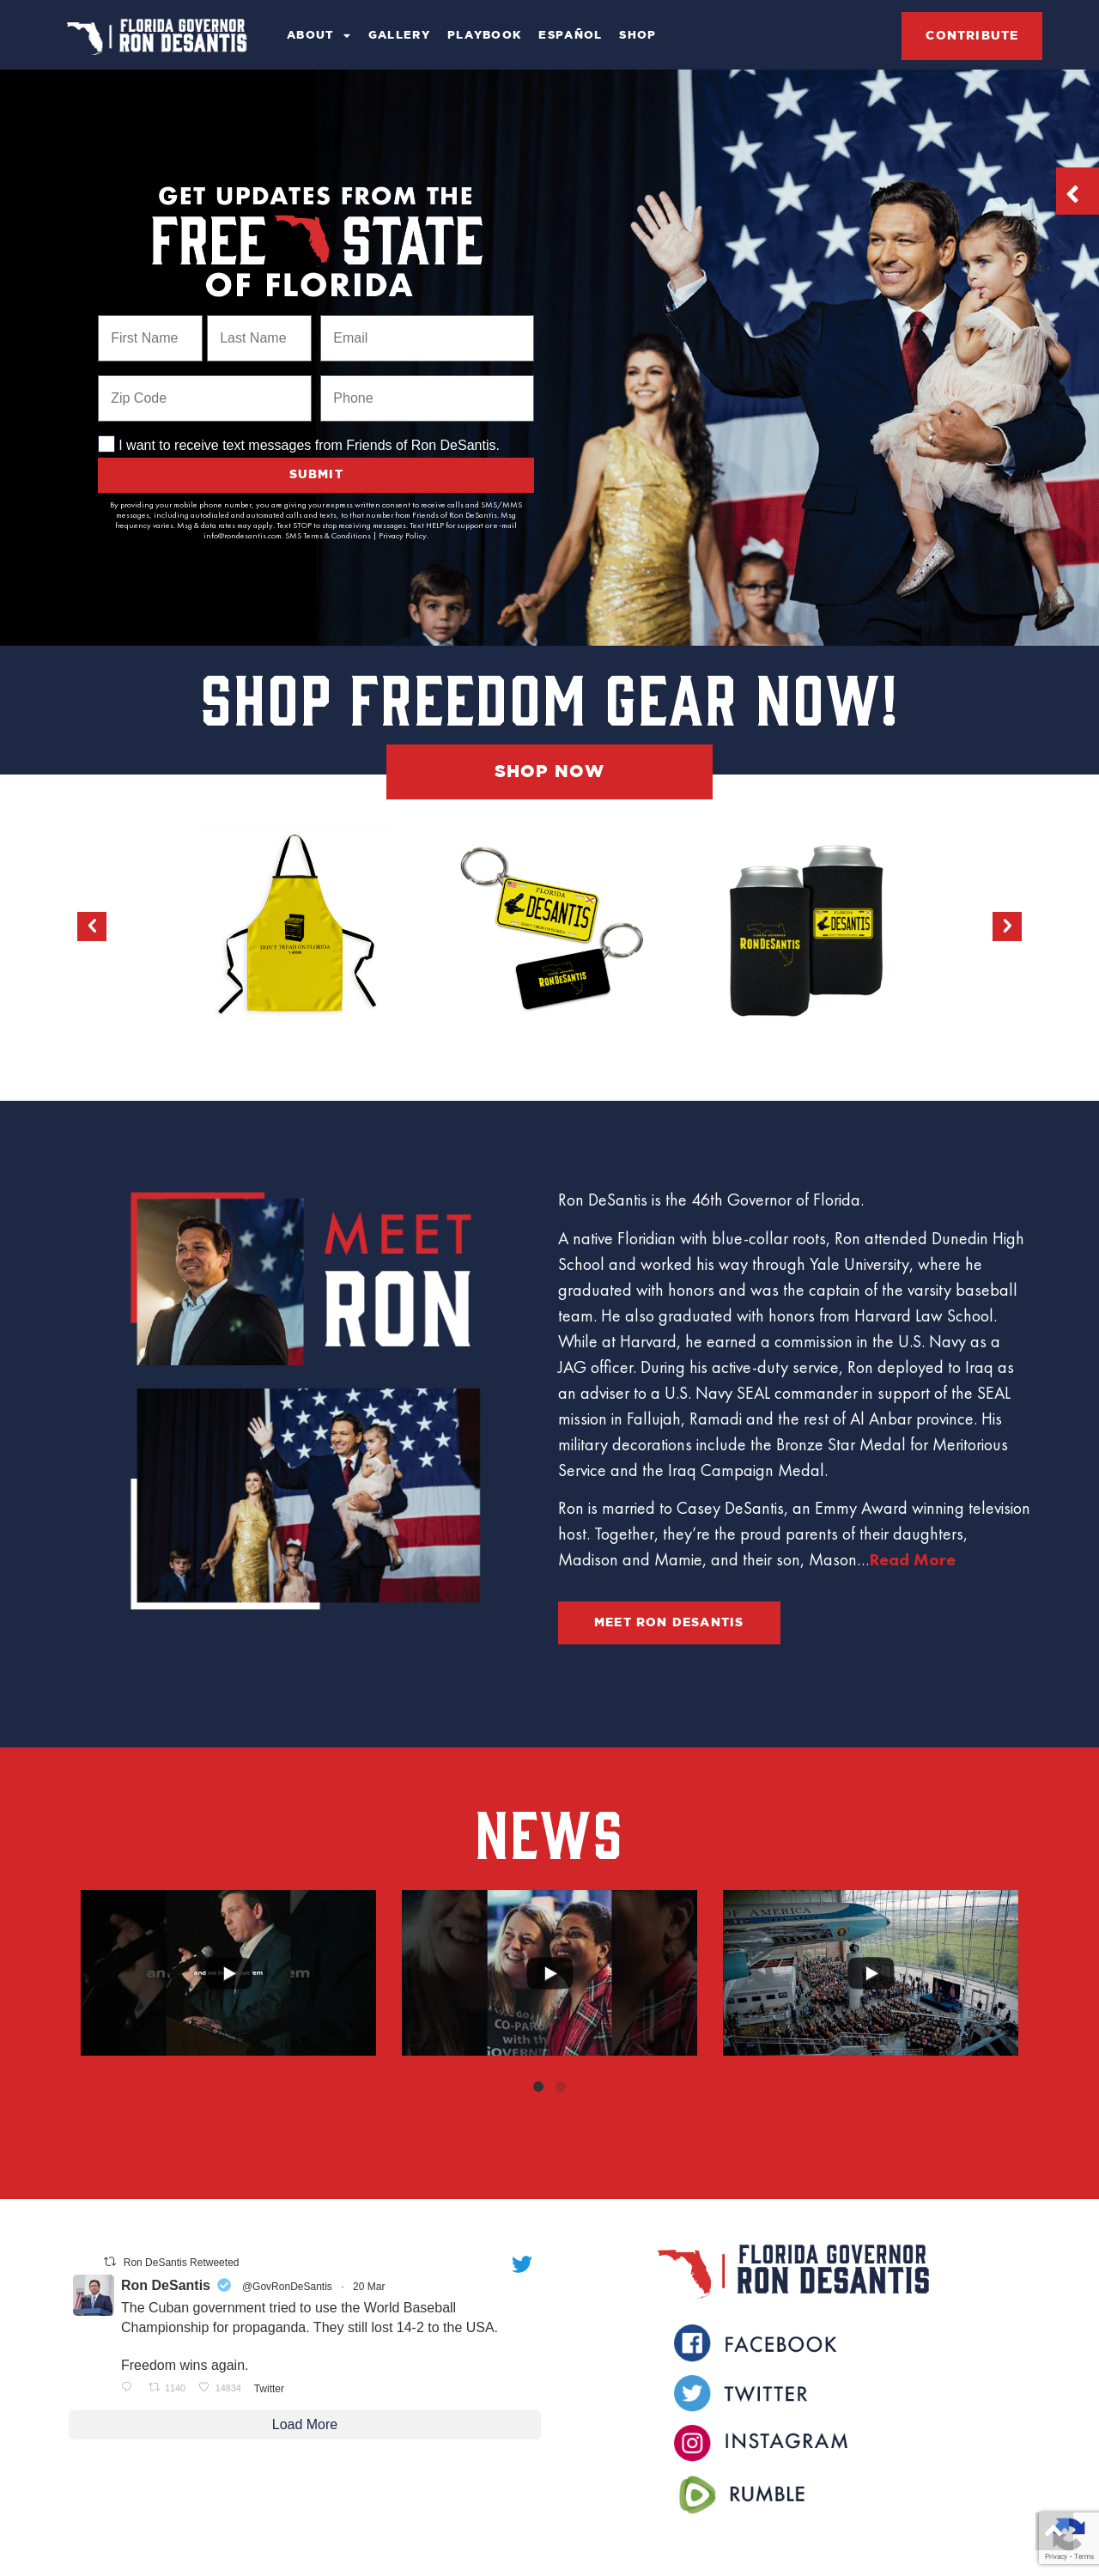 FLORIDA GOVERNOR
RON DESANTIS
ABOUT GALLERY PLAYBOOK ESPAÑOL SHOP
CONTRIBUTE
GET UPDATES FROM THE
FREE STATE
OF FLORIDA
First Name Last Name Email
Zip Code Phone
I want to receive text messages from Friends of Ron DeSantis.
SUBMIT
By providing your mobile phone number, you are giving your express written consent to receive calls and SMS/MMS
messages, including autodialed and automated calls and texts, to that number from Friends of Ron DeSantis. Msg
frequency varies. Msg & data rates may apply. Text STOP to stop receiving messages. Text HELP for support or e-mail
info@rondesantis.com. SMS Terms & Conditions | Privacy Policy.
SHOP FREEDOM GEAR NOW!
SHOP NOW
DON'T TREAD ON FLORIDA
FLORIDA
DESANTIS
DON'T TREAD ON FLORIDA
RON DESANTIS
FLORIDA GOVERNOR
RON DESANTIS
FLORIDA
DESANTIS
MEET
RON
Ron DeSantis is the 46th Governor of Florida.
A native Floridian with blue-collar roots, Ron attended Dunedin High
School and worked his way through Yale University, where he
graduated with honors and was the captain of the varsity baseball
team. He also graduated with honors from Harvard Law School.
While at Harvard, he earned a commission in the U.S. Navy as a
JAG officer. During his active-duty service, Ron deployed to Iraq as
an adviser to a U.S. Navy SEAL commander in support of the SEAL
mission in Fallujah, Ramadi and the rest of Al Anbar province. His
military decorations include the Bronze Star Medal for Meritorious
Service and the Iraq Campaign Medal.
Ron is married to Casey DeSantis, an Emmy Award winning television
host. Together, they’re the proud parents of their daughters,
Madison and Mamie, and their son, Mason...Read More
MEET RON DESANTIS
NEWS
OF AMERICA
CO-PARE
with the
GOVERNM
Ron DeSantis Retweeted
Ron DeSantis @GovRonDeSantis · 20 Mar
The Cuban government tried to use the World Baseball
Championship for propaganda. They still lost 14-2 to the USA.
Freedom wins again.
1140 14834 Twitter
Load More
FLORIDA GOVERNOR
RON DESANTIS
FACEBOOK
TWITTER
INSTAGRAM
RUMBLE
Privacy - Terms